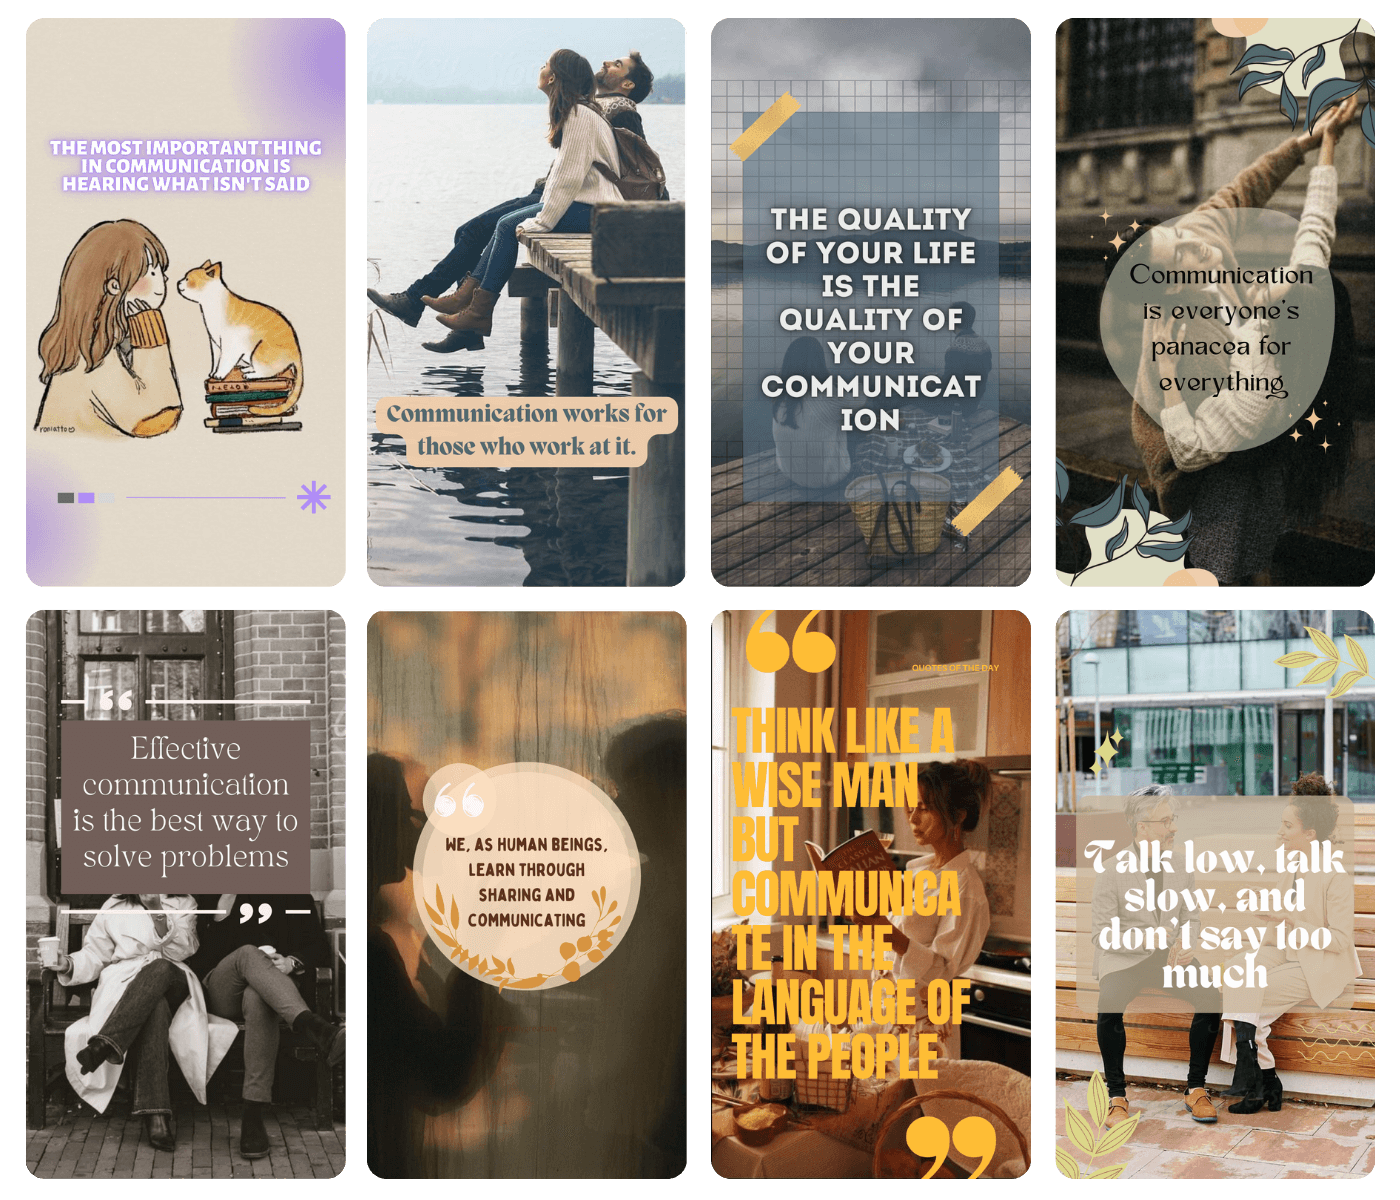 THE MOST IMPORTANT THING
IN COMMUNICATION IS
HEARING WHAT ISN'T SAID
roniatto
Communication works for
those who work at it.
THE QUALITY
OF YOUR LIFE
IS THE
QUALITY OF
YOUR
COMMUNICAT
ION
Communication
is everyone's
panacea for
everything
Effective
communication
is the best way to
solve problems
WE, AS HUMAN BEINGS,
LEARN THROUGH
SHARING AND
COMMUNICATING
QUOTES OF THE DAY
THINK LIKE A
WISE MAN
BUT
COMMUNICA
TE IN THE
LANGUAGE OF
THE PEOPLE
Talk low, talk
slow, and
don't say too
much